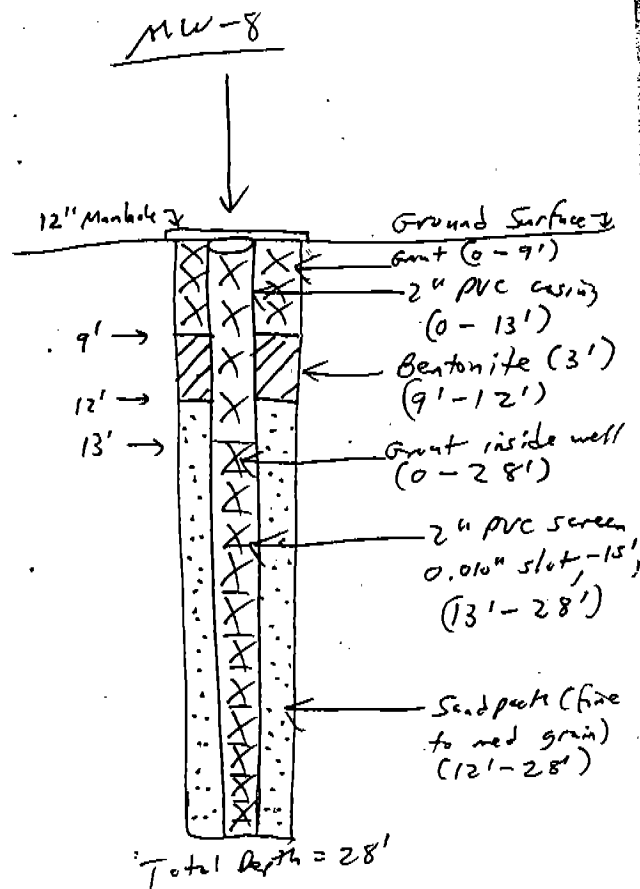 MW-8
12" Manhole
Ground Surface
Grout (0-9')
2" PVC casing
(0-13')
9'
Bentonite (3')
(9'-12')
12'
13'
Grout inside well
(0-28')
2" PVC screen
0.010" slot-15',
(13'-28')
Sandpack (fine
to med grain)
(12'-28')
Total Depth = 28'